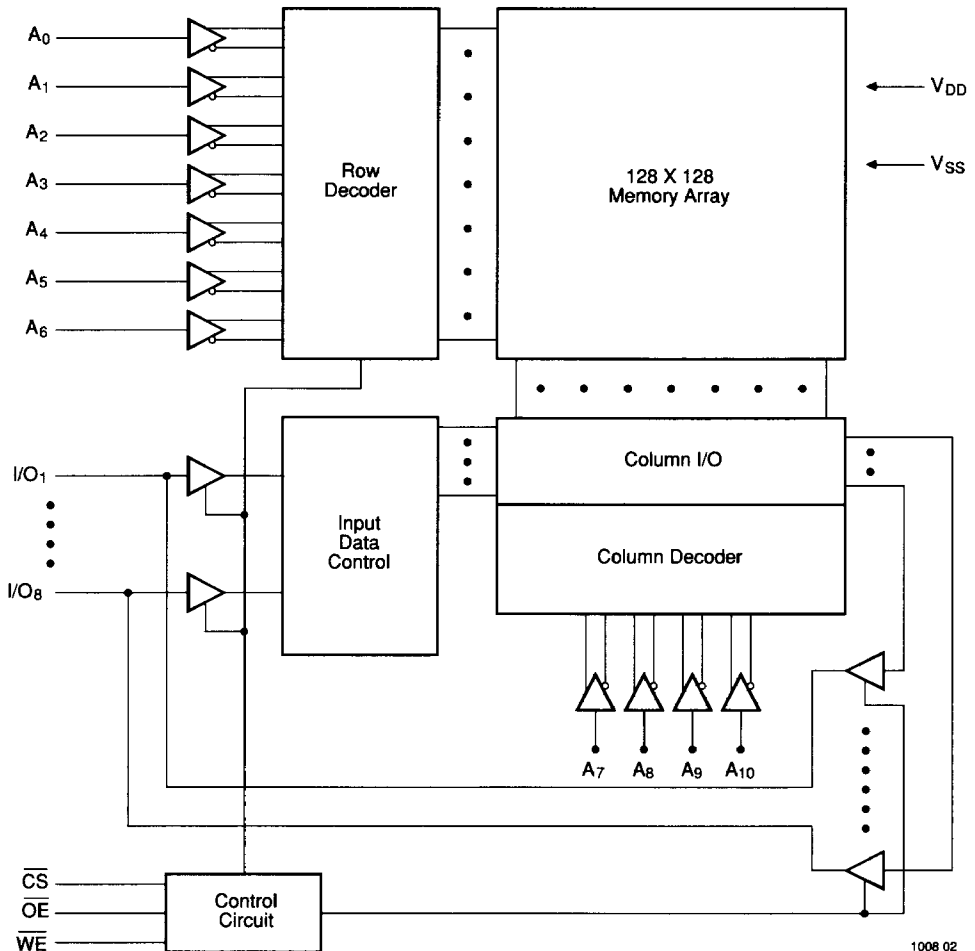 A0
A1
A2
A3
A4
A5
A6
Row
Decoder
128 X 128
Memory Array
VDD
VSS
I/O1
I/O8
Input
Data
Control
Column I/O
Column Decoder
A7 A8 A9 A10
CS
OE
WE
Control
Circuit
1008 02